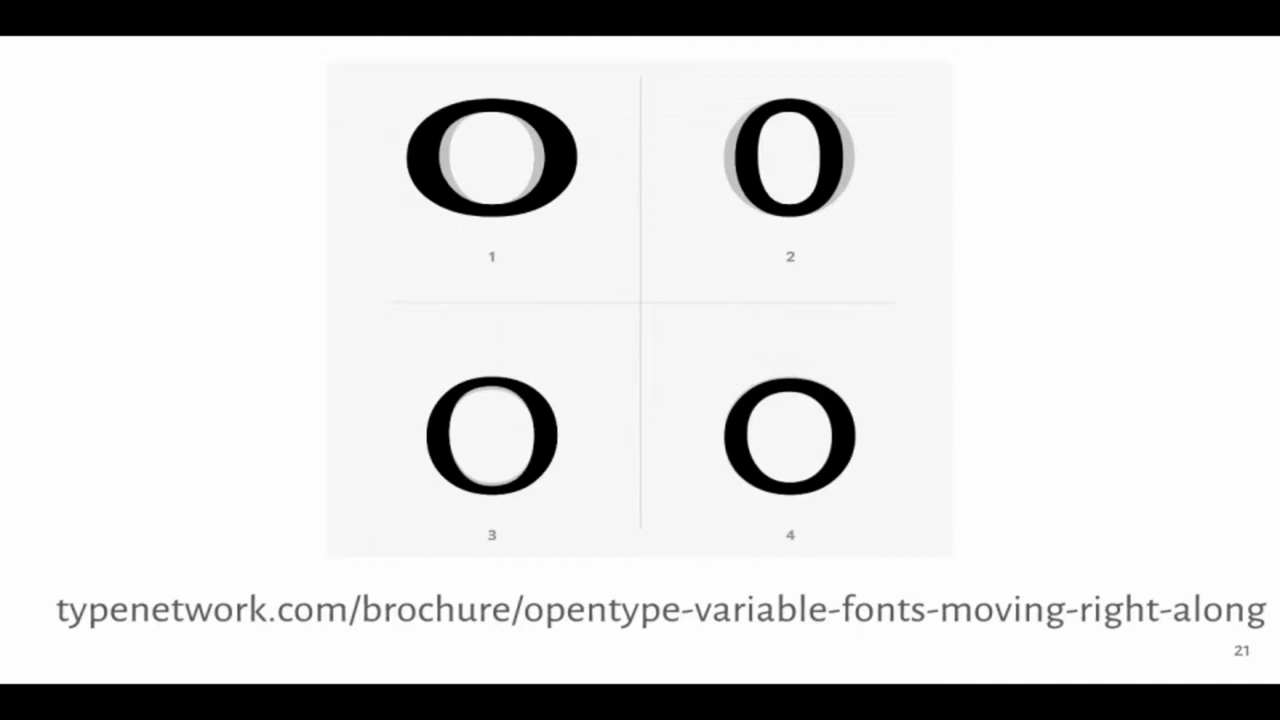 O O
1 2
O O
3 4
typenetwork.com/brochure/opentype-variable-fonts-moving-right-along
21